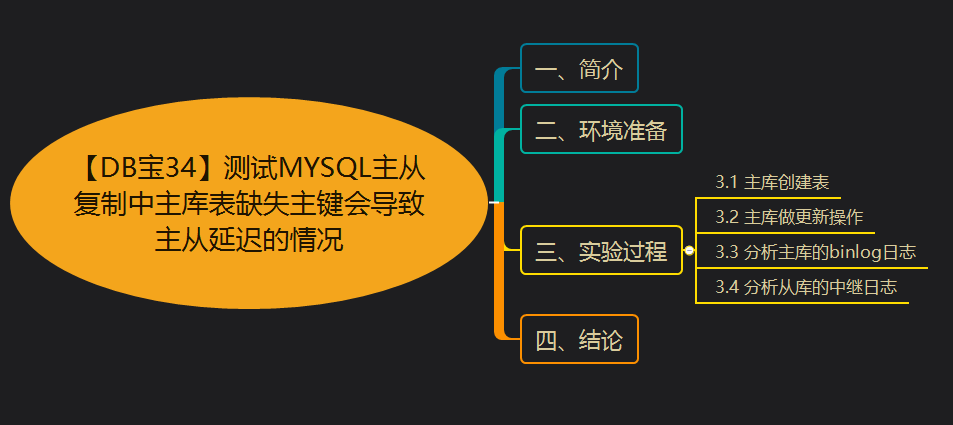 【DB宝34】测试MYSQL主从
复制中主库表缺失主键会导致
主从延迟的情况
一、简介
二、环境准备
三、实验过程
3.1 主库创建表
3.2 主库做更新操作
3.3 分析主库的binlog日志
3.4 分析从库的中继日志
四、结论